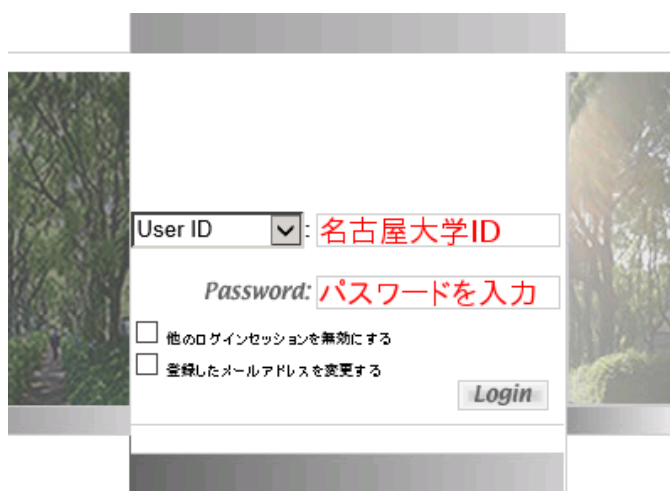 User ID : 名古屋大学ID
Password: パスワードを入力
他のログインセッションを無効にする
登録したメールアドレスを変更する
Login